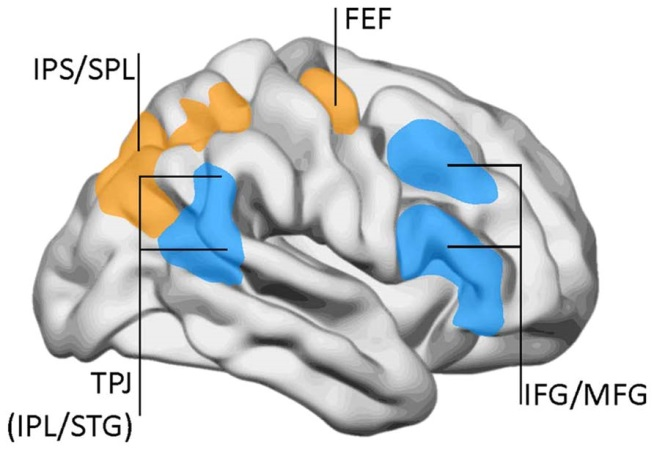 FEF
IPS/SPL
TPJ
(IPL/STG)
IFG/MFG